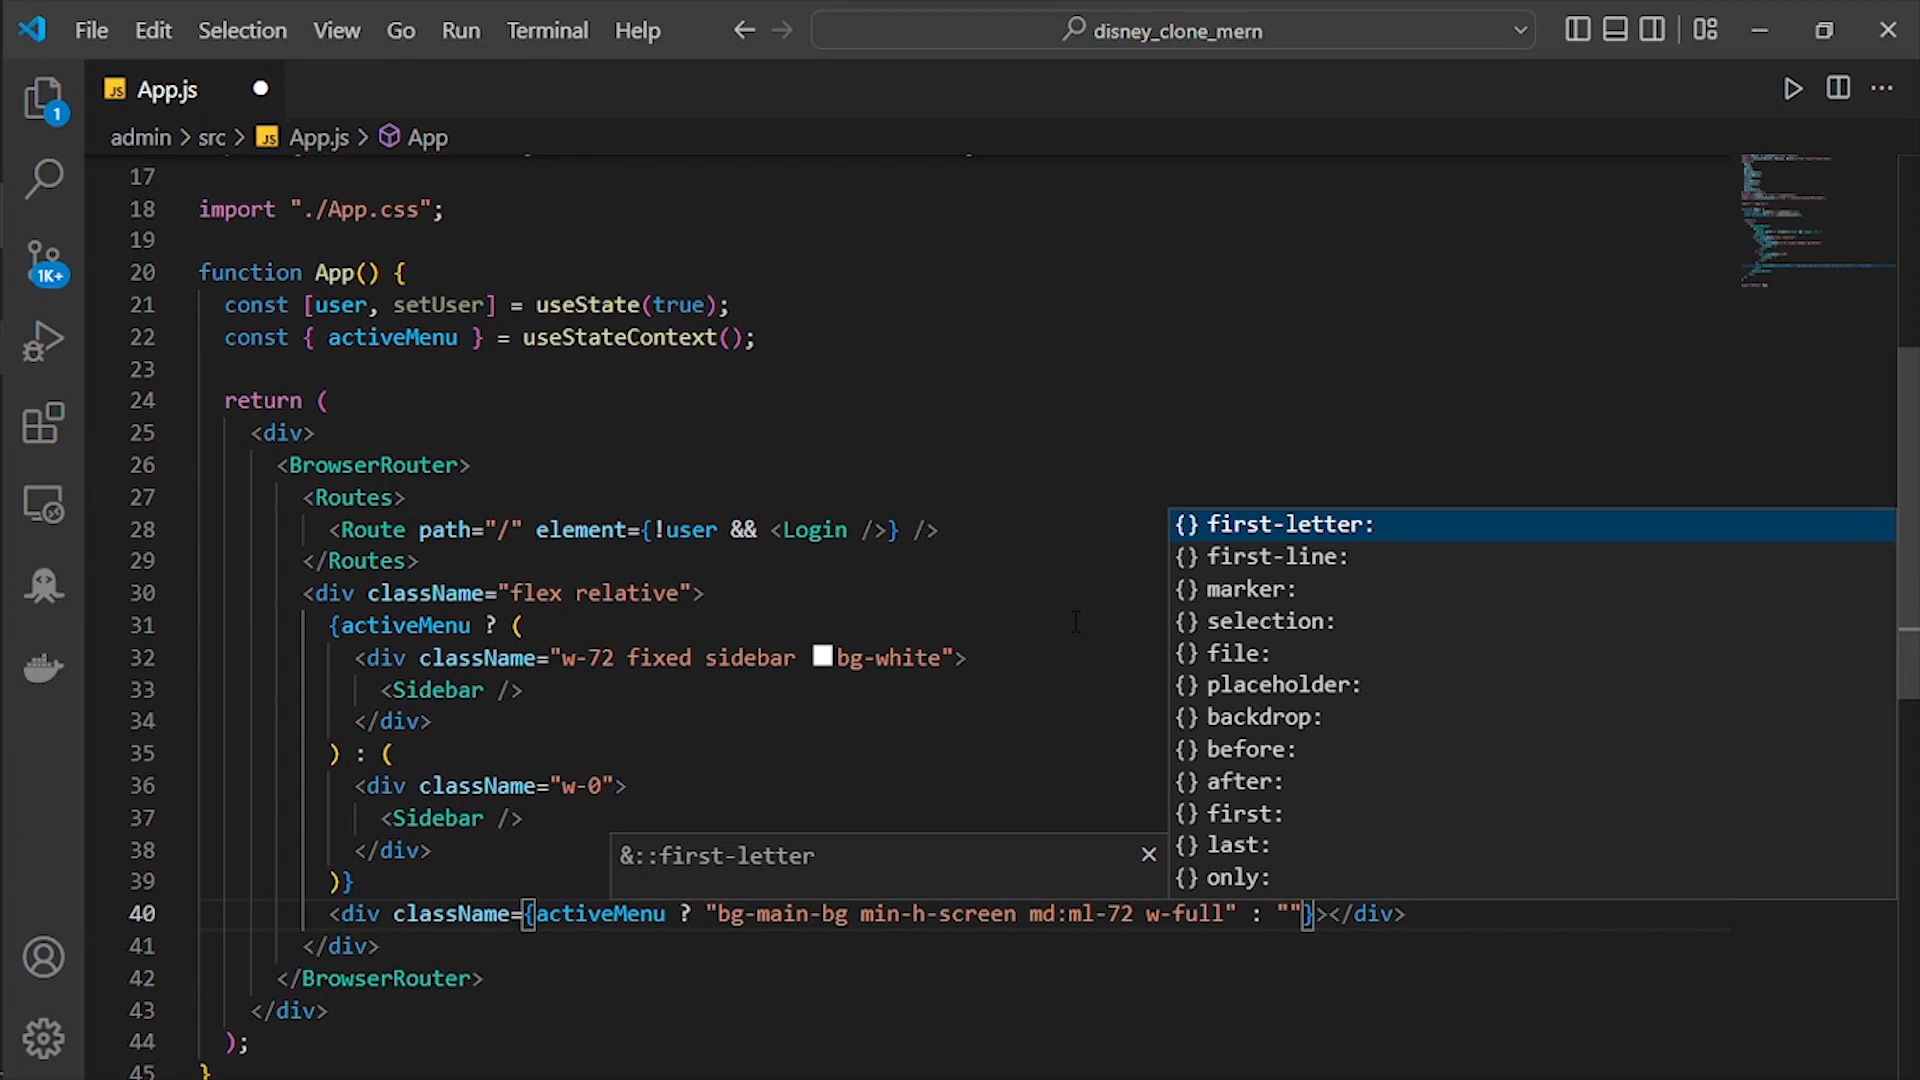 File Edit Selection View Go Run Terminal Help
disney_clone_mern
JS App.js
admin > src > JS App.js > App
17
18 import "./App.css";
19
20 function App() {
21 const [user, setUser] = useState(true);
22 const { activeMenu } = useStateContext();
23
24 return (
25 <div>
26 <BrowserRouter>
27 <Routes>
28 <Route path="/" element={!user && <Login />} />
29 </Routes>
30 <div className="flex relative">
31 {activeMenu ? (
32 <div className="w-72 fixed sidebar bg-white">
33 <Sidebar />
34 </div>
35 ) : (
36 <div className="w-0">
37 <Sidebar />
38 </div>
39 )}
40 <div className={activeMenu ? "bg-main-bg min-h-screen md:ml-72 w-full" : ""}></div>
41 </div>
42 </BrowserRouter>
43 </div>
44 );
45 }
{} first-letter:
{} first-line:
{} marker:
{} selection:
{} file:
{} placeholder:
{} backdrop:
{} before:
{} after:
{} first:
{} last:
{} only:
&::first-letter
1
1K+